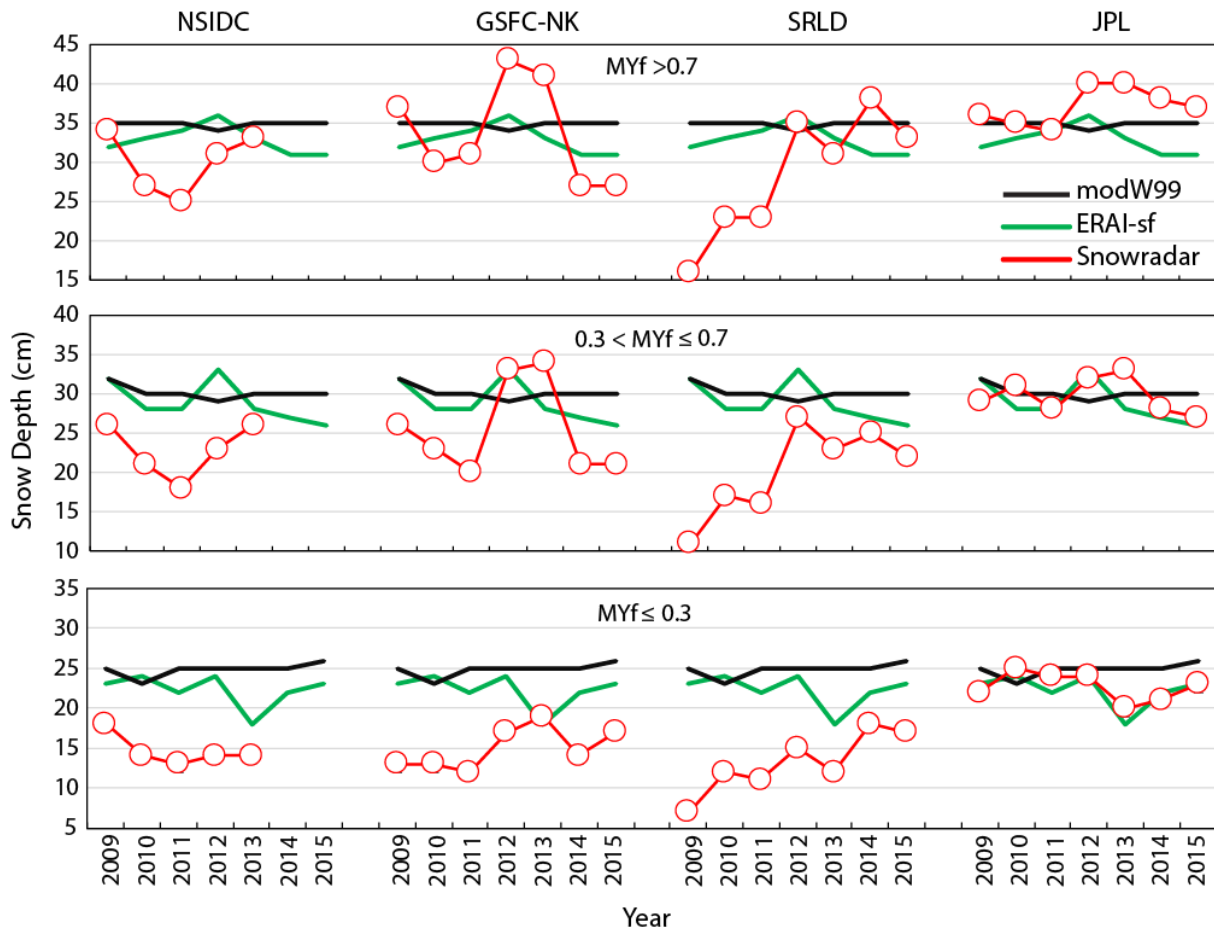 NSIDC GSFC-NK SRLD JPL
45
40
35
30
25
20
15
MYf >0.7
modW99
ERAI-sf
Snowradar
40
35
30
25
20
15
10
0.3 < MYf ≤ 0.7
Snow Depth (cm)
35
30
25
20
15
10
5
MYf ≤ 0.3
2009 2010 2011 2012 2013 2014 2015 2009 2010 2011 2012 2013 2014 2015 2009 2010 2011 2012 2013 2014 2015 2009 2010 2011 2012 2013 2014 2015
Year